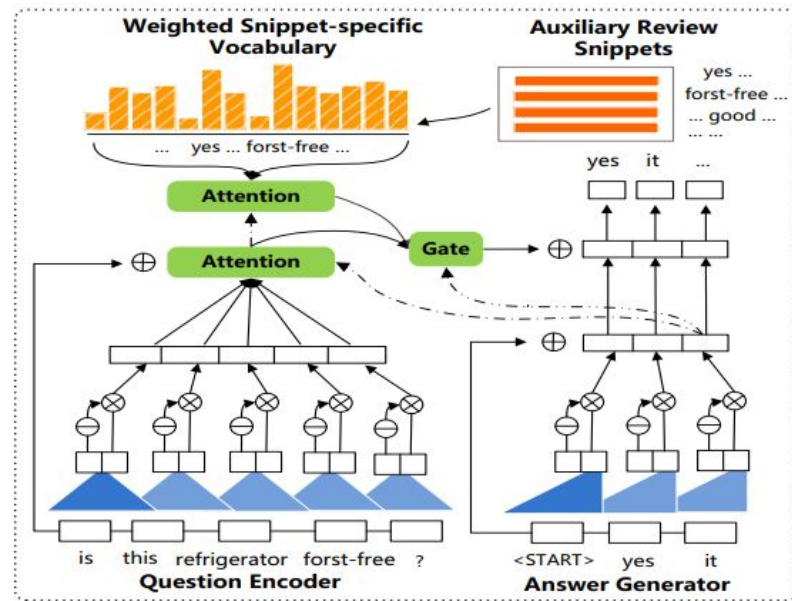 Weighted Snippet-specific
Vocabulary
Auxiliary Review
Snippets
yes ...
forst-free ...
... good ...
... ...
... yes ... forst-free ...
yes it ...
Attention
Attention
Gate
is this refrigerator forst-free ?
Question Encoder
<START> yes it
Answer Generator